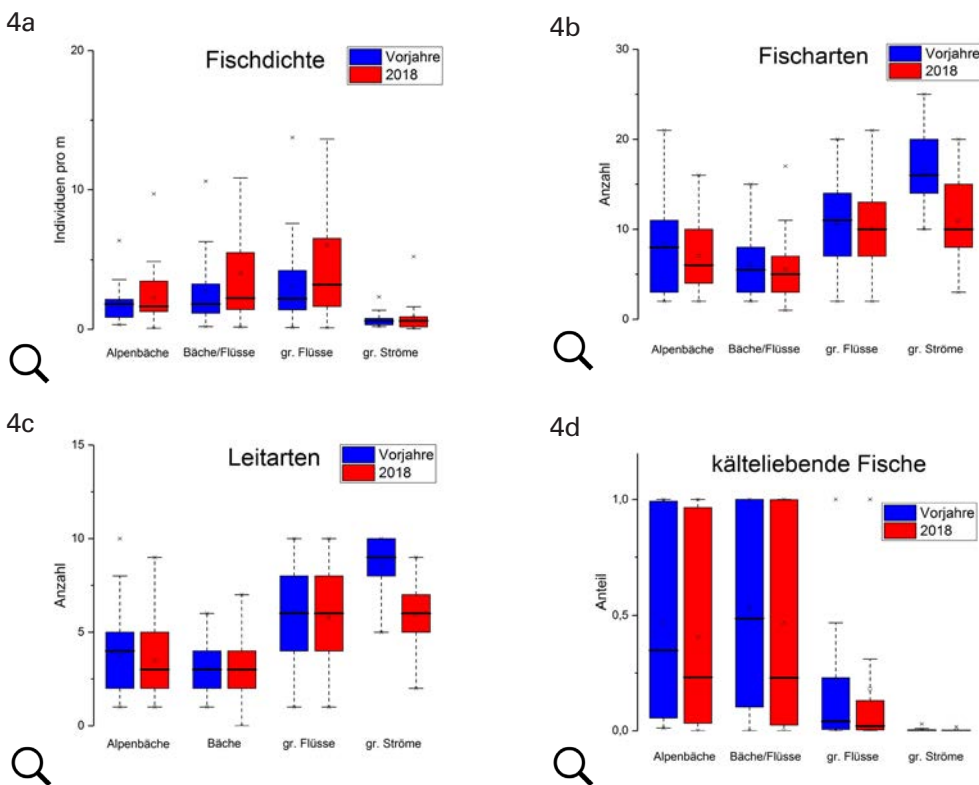 4a
Fischdichte
Vorjahre
2018
20
10
0
Individuen pro m
Alpenbäche Bäche/Flüsse gr. Flüsse gr. Ströme
4b
Fischarten
Vorjahre
2018
30
20
10
0
Anzahl
Alpenbäche Bäche/Flüsse gr. Flüsse gr. Ströme
4c
Leitarten
Vorjahre
2018
15
10
5
0
Anzahl
Alpenbäche Bäche gr. Flüsse gr. Ströme
4d
kälteliebende Fische
Vorjahre
2018
1,0
0,5
0,0
Anteil
Alpenbäche Bäche/Flüsse gr. Flüsse gr. Ströme